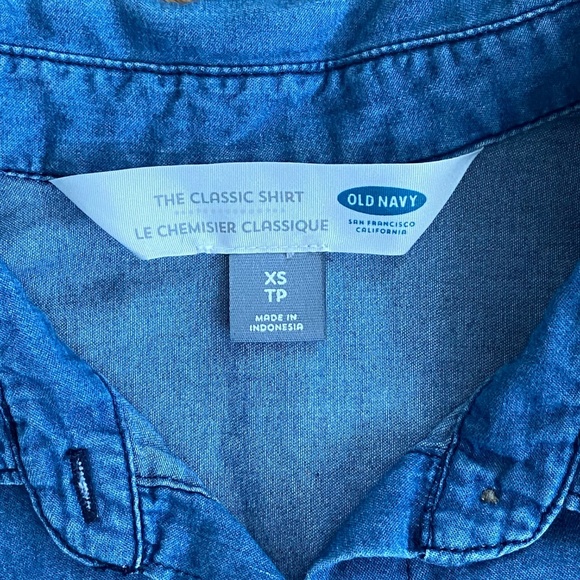 THE CLASSIC SHIRT
LE CHEMISIER CLASSIQUE
OLD NAVY
SAN FRANCISCO
CALIFORNIA
XS
TP
MADE IN
INDONESIA